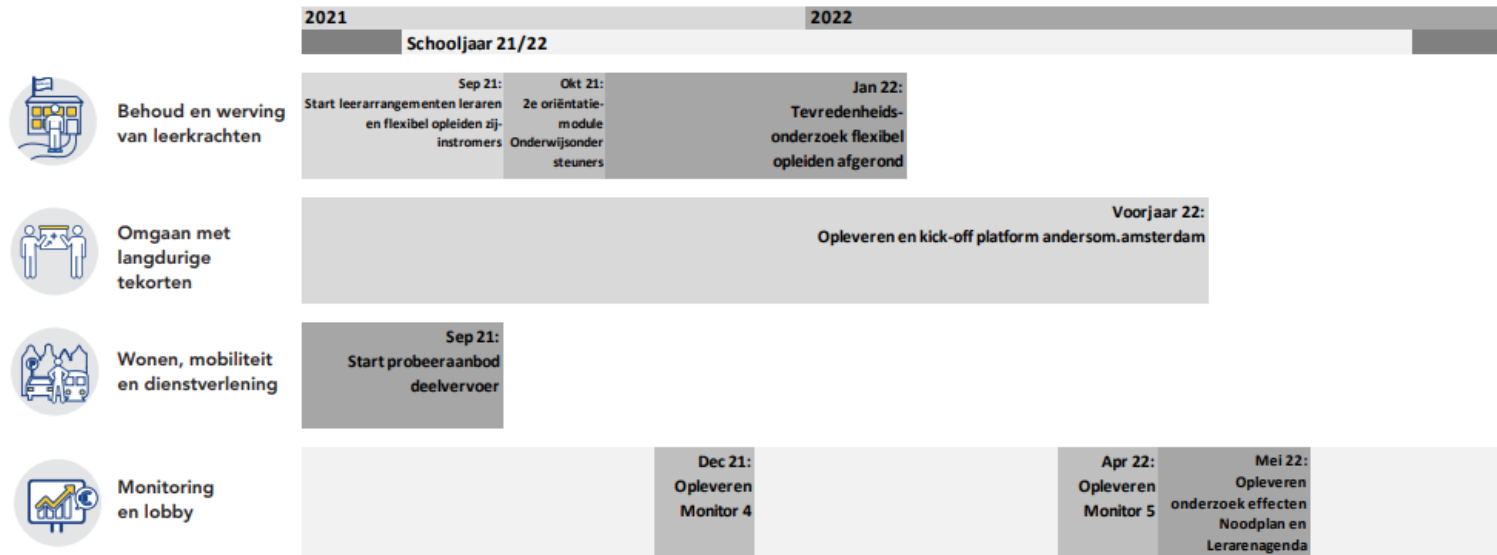 2021
2022
Schooljaar 21/22
Behoud en werving
van leerkrachten
Sep 21:
Start leerarrangementen leraren
en flexibel opleiden zij-
instromers
Okt 21:
2e oriëntatie-
module
Onderwijsonder
steuners
Jan 22:
Tevredenheids-
onderzoek flexibel
opleiden afgerond
Omgaan met
langdurige
tekorten
Voorjaar 22:
Opleveren en kick-off platform andersom.amsterdam
Wonen, mobiliteit
en dienstverlening
Sep 21:
Start probeeraanbod
deelvervoer
Monitoring
en lobby
Dec 21:
Opleveren
Monitor 4
Apr 22:
Opleveren
Monitor 5
Mei 22:
Opleveren
onderzoek effecten
Noodplan en
Lerarenagenda